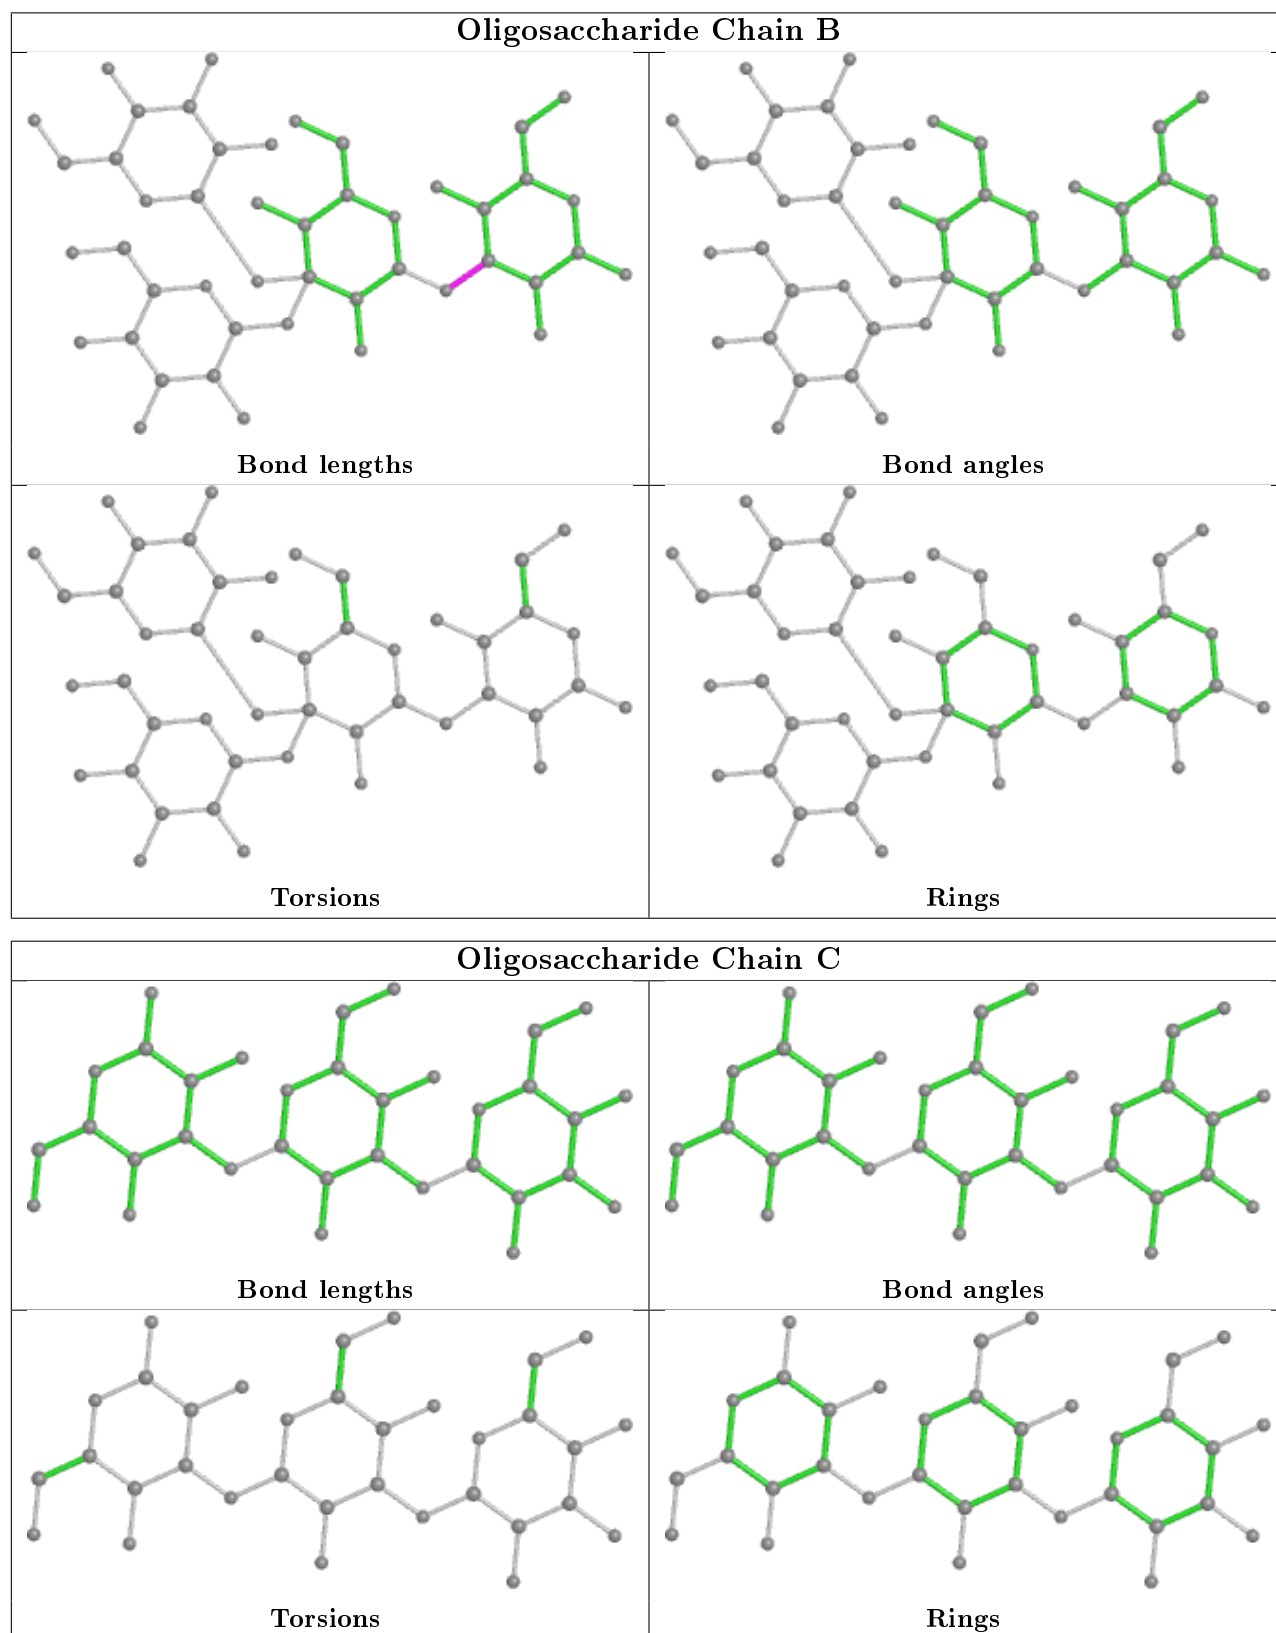 Oligosaccharide Chain B
Bond lengths
Bond angles
Torsions
Rings
Oligosaccharide Chain C
Bond lengths
Bond angles
Torsions
Rings